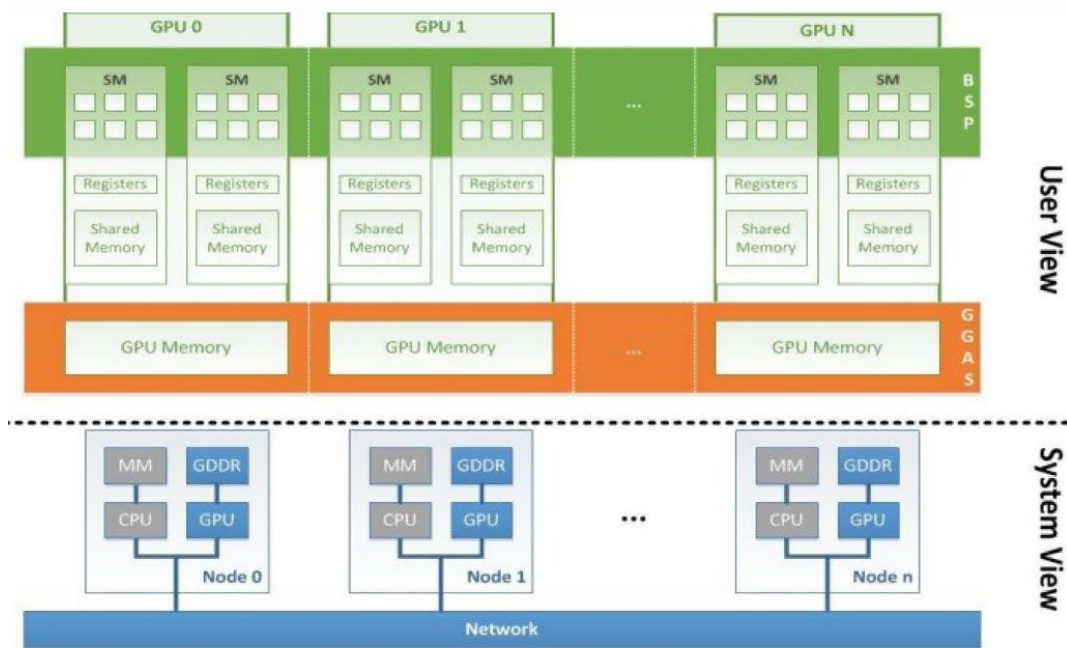 GPU 0 GPU 1 GPU N
SM SM SM SM ... SM SM
BSP
Registers Registers Registers Registers Registers Registers
Shared Memory Shared Memory Shared Memory Shared Memory Shared Memory Shared Memory
User View
GPU Memory GPU Memory ... GPU Memory
GGAS
MM GDDR MM GDDR MM GDDR
CPU GPU CPU GPU ... CPU GPU
Node 0 Node 1 Node n
System View
Network